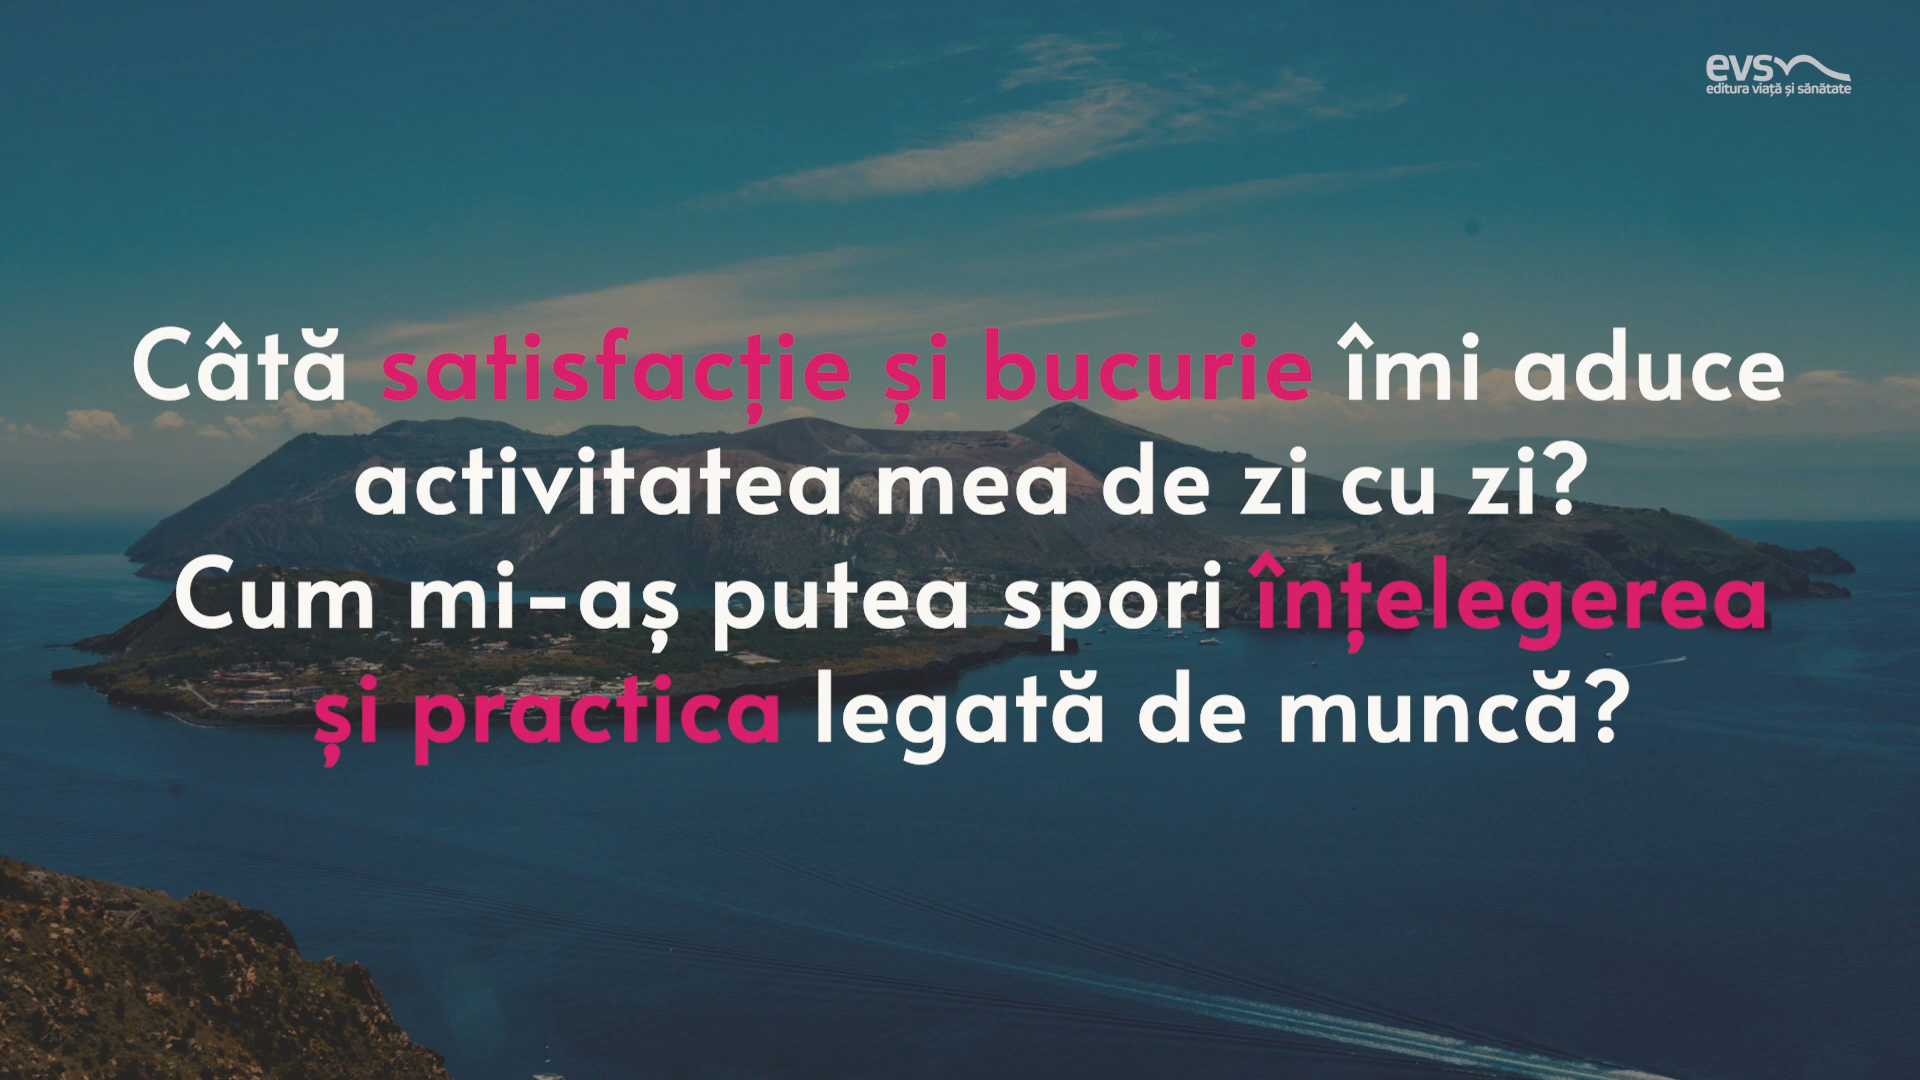 evs
editura viață și sănătate
Câtă satisfacție și bucurie îmi aduce
activitatea mea de zi cu zi?
Cum mi-aș putea spori înțelegerea
și practica legată de muncă?